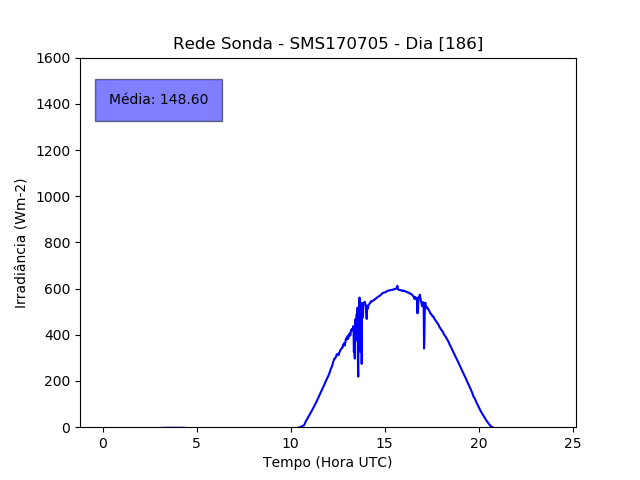 Rede Sonda - SMS170705 - Dia [186]
1600
1400
1200
1000
800
600
400
200
0
Média: 148.60
Irradiância (Wm-2)
0 5 10 15 20 25
Tempo (Hora UTC)